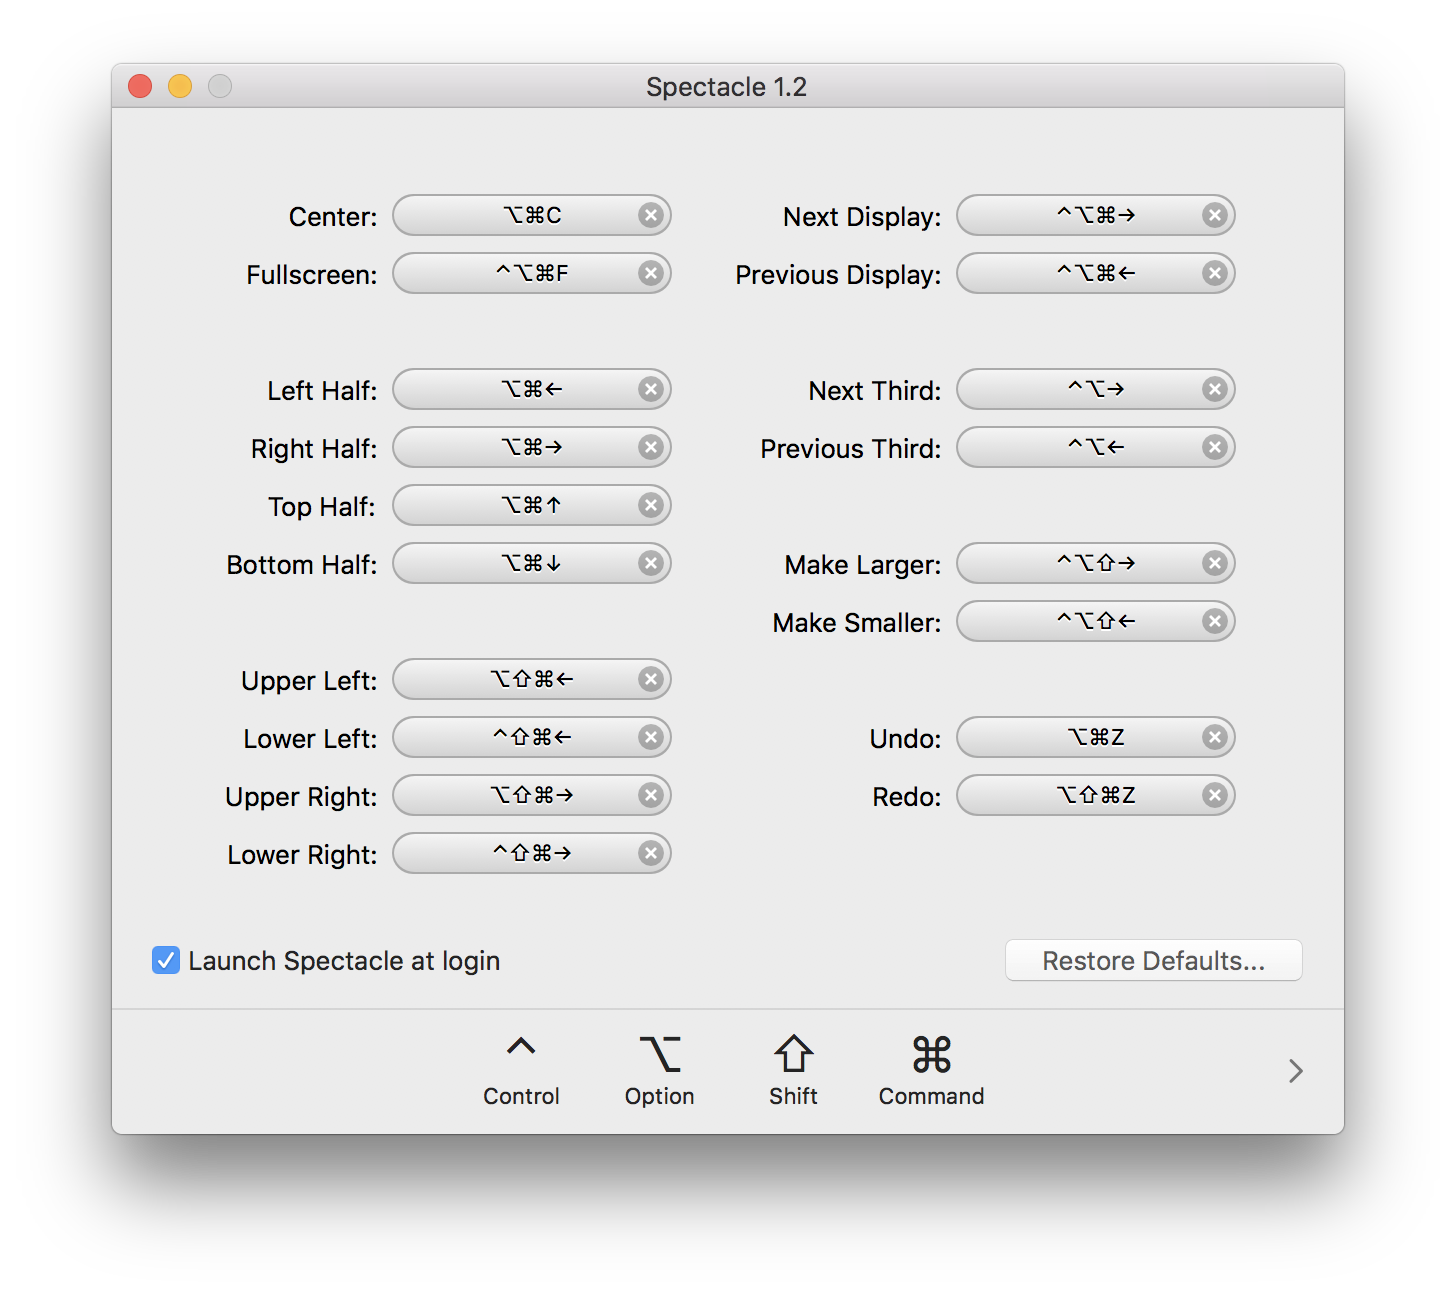 Spectacle 1.2
Center: ⌥⌘C
Fullscreen: ^⌥⌘F
Left Half: ⌥⌘←
Right Half: ⌥⌘→
Top Half: ⌥⌘↑
Bottom Half: ⌥⌘↓
Upper Left: ⌥⇧⌘←
Lower Left: ^⇧⌘←
Upper Right: ⌥⇧⌘→
Lower Right: ^⇧⌘→
Next Display: ^⌥⌘→
Previous Display: ^⌥⌘←
Next Third: ^⌥→
Previous Third: ^⌥←
Make Larger: ^⌥⇧→
Make Smaller: ^⌥⇧←
Undo: ⌥⌘Z
Redo: ⌥⇧⌘Z
Launch Spectacle at login
Restore Defaults...
^ ⌥ ⇧ ⌘
Control Option Shift Command